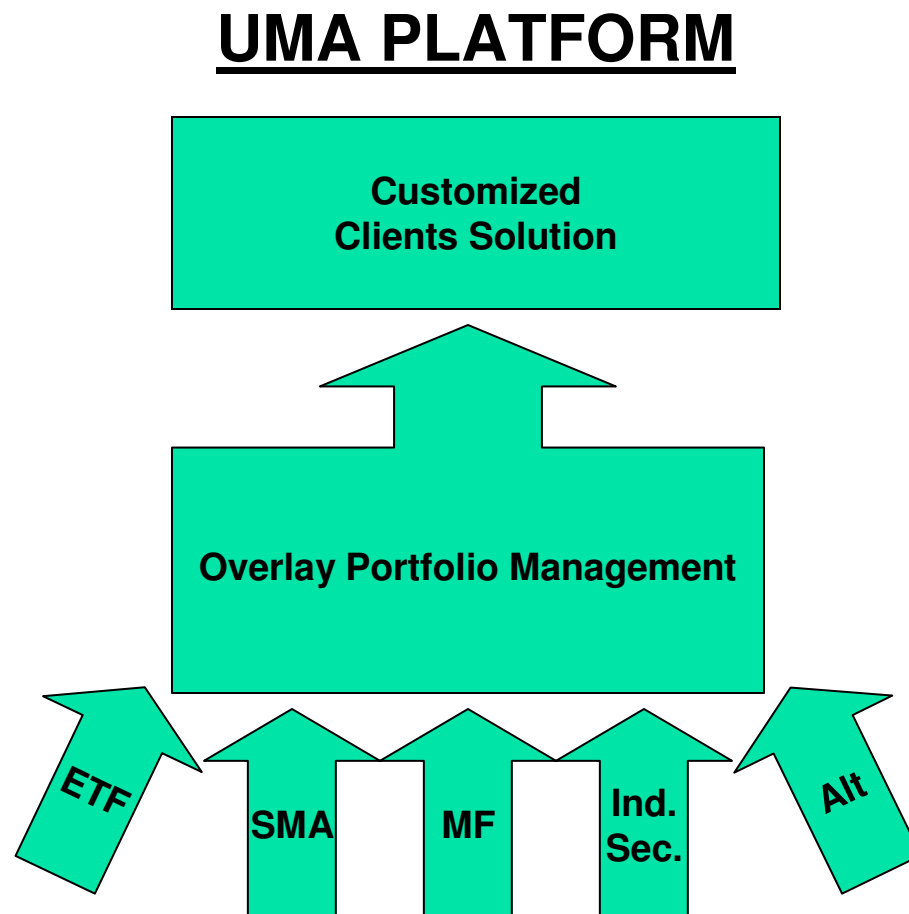 UMA PLATFORM
Customized
Clients Solution
Overlay Portfolio Management
ETF
SMA
MF
Ind.
Sec.
Alt